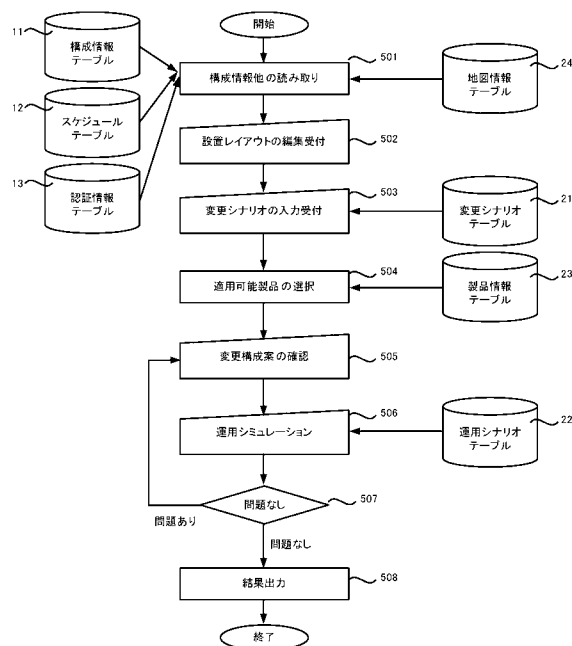 開始
11
構成情報
テーブル
501
構成情報他の読み取り
24
地図情報
テーブル
12
スケジュール
テーブル
502
設置レイアウトの編集受付
13
認証情報
テーブル
503
変更シナリオの入力受付
21
変更シナリオ
テーブル
504
適用可能製品の選択
23
製品情報
テーブル
変更構成案の確認
505
506
運用シミュレーション
22
運用シナリオ
テーブル
問題なし
507
問題あり
問題なし
結果出力
508
終了